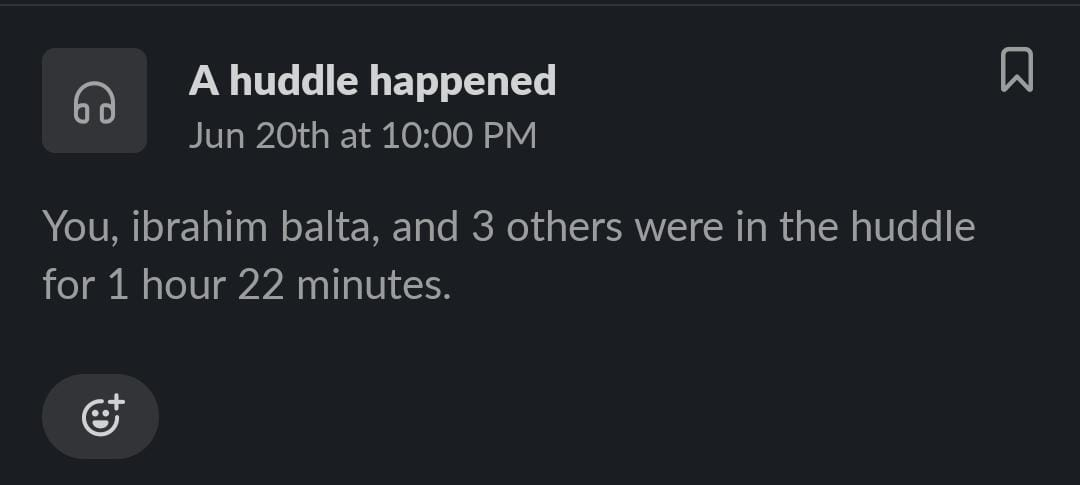 A huddle happened
Jun 20th at 10:00 PM
You, ibrahim balta, and 3 others were in the huddle
for 1 hour 22 minutes.